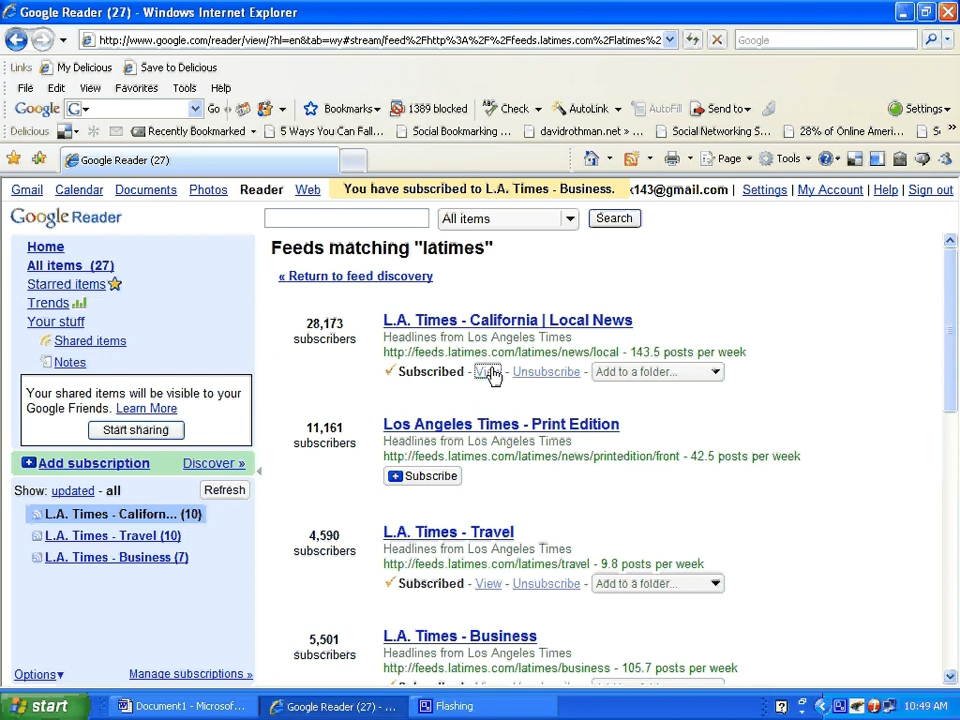 Google Reader (27) - Windows Internet Explorer
http://www.google.com/reader/view/?hl=en&tab=wy#stream/feed%2Fhttp%3A%2F%2Ffeeds.latimes.com%2Flatimes%2
Google
Links My Delicious Save to Delicious
File Edit View Favorites Tools Help
Google G Go Bookmarks 1389 blocked Check AutoLink AutoFill Send to Settings
Delicious Recently Bookmarked 5 Ways You Can Fall... Social Bookmarking ... davidrothman.net » ... Social Networking S... 28% of Online Ameri... »
Google Reader (27) Page Tools
Gmail Calendar Documents Photos Reader Web You have subscribed to L.A. Times - Business. 143@gmail.com | Settings | My Account | Help | Sign out
Google Reader All items Search
Home
All items (27)
Starred items
Trends
Your stuff
Shared items
Notes
Your shared items will be visible to
your Google Friends. Learn More
Start sharing
Add subscription Discover »
Show: updated - all Refresh
L.A. Times - Californ... (10)
L.A. Times - Travel (10)
L.A. Times - Business (7)
Options Manage subscriptions »
Feeds matching "latimes"
« Return to feed discovery
28,173
subscribers
L.A. Times - California | Local News
Headlines from Los Angeles Times
http://feeds.latimes.com/latimes/news/local - 143.5 posts per week
Subscribed - - Unsubscribe - Add to a folder...
11,161
subscribers
Los Angeles Times - Print Edition
Headlines from Los Angeles Times
http://feeds.latimes.com/latimes/news/printedition/front - 42.5 posts per week
Subscribe
4,590
subscribers
L.A. Times - Travel
Headlines from Los Angeles Times
http://feeds.latimes.com/latimes/travel - 9.8 posts per week
Subscribed - View - Unsubscribe - Add to a folder...
5,501
subscribers
L.A. Times - Business
Headlines from Los Angeles Times
http://feeds.latimes.com/latimes/business - 105.7 posts per week
start Document1 - Microsof... Google Reader (27) - ... Flashing 10:49 AM